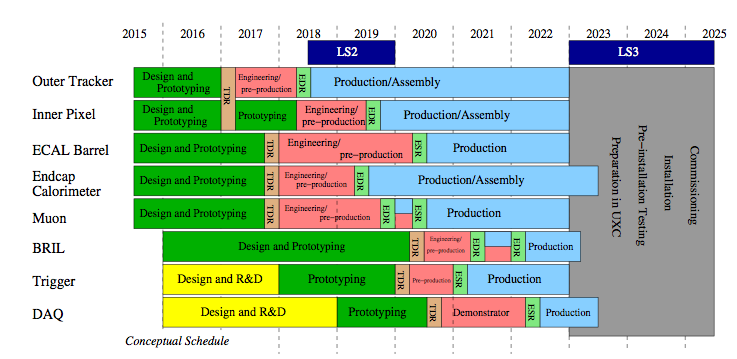 2015 2016 2017 2018 2019 2020 2021 2022 2023 2024 2025
LS2 LS3
Outer Tracker Design and Prototyping TDR Engineering/ pre−production EDR Production/Assembly
Inner Pixel Design and Prototyping Prototyping Engineering/ pre−production EDR Production/Assembly
ECAL Barrel Design and Prototyping TDR Engineering/ pre−production ESR Production
Endcap Calorimeter Design and Prototyping TDR Engineering/ pre−production EDR Production/Assembly
Muon Design and Prototyping TDR Engineering/ pre−production EDR ESR Production
BRIL Design and Prototyping TDR Engineering/ pre−production EDR EDR Production
Trigger Design and R&D Prototyping TDR Pre−production ESR Production
DAQ Design and R&D Prototyping TDR Demonstrator ESR Production
Preparation in UXC
Pre−installation Testing
Installation
Commissioning
Conceptual Schedule